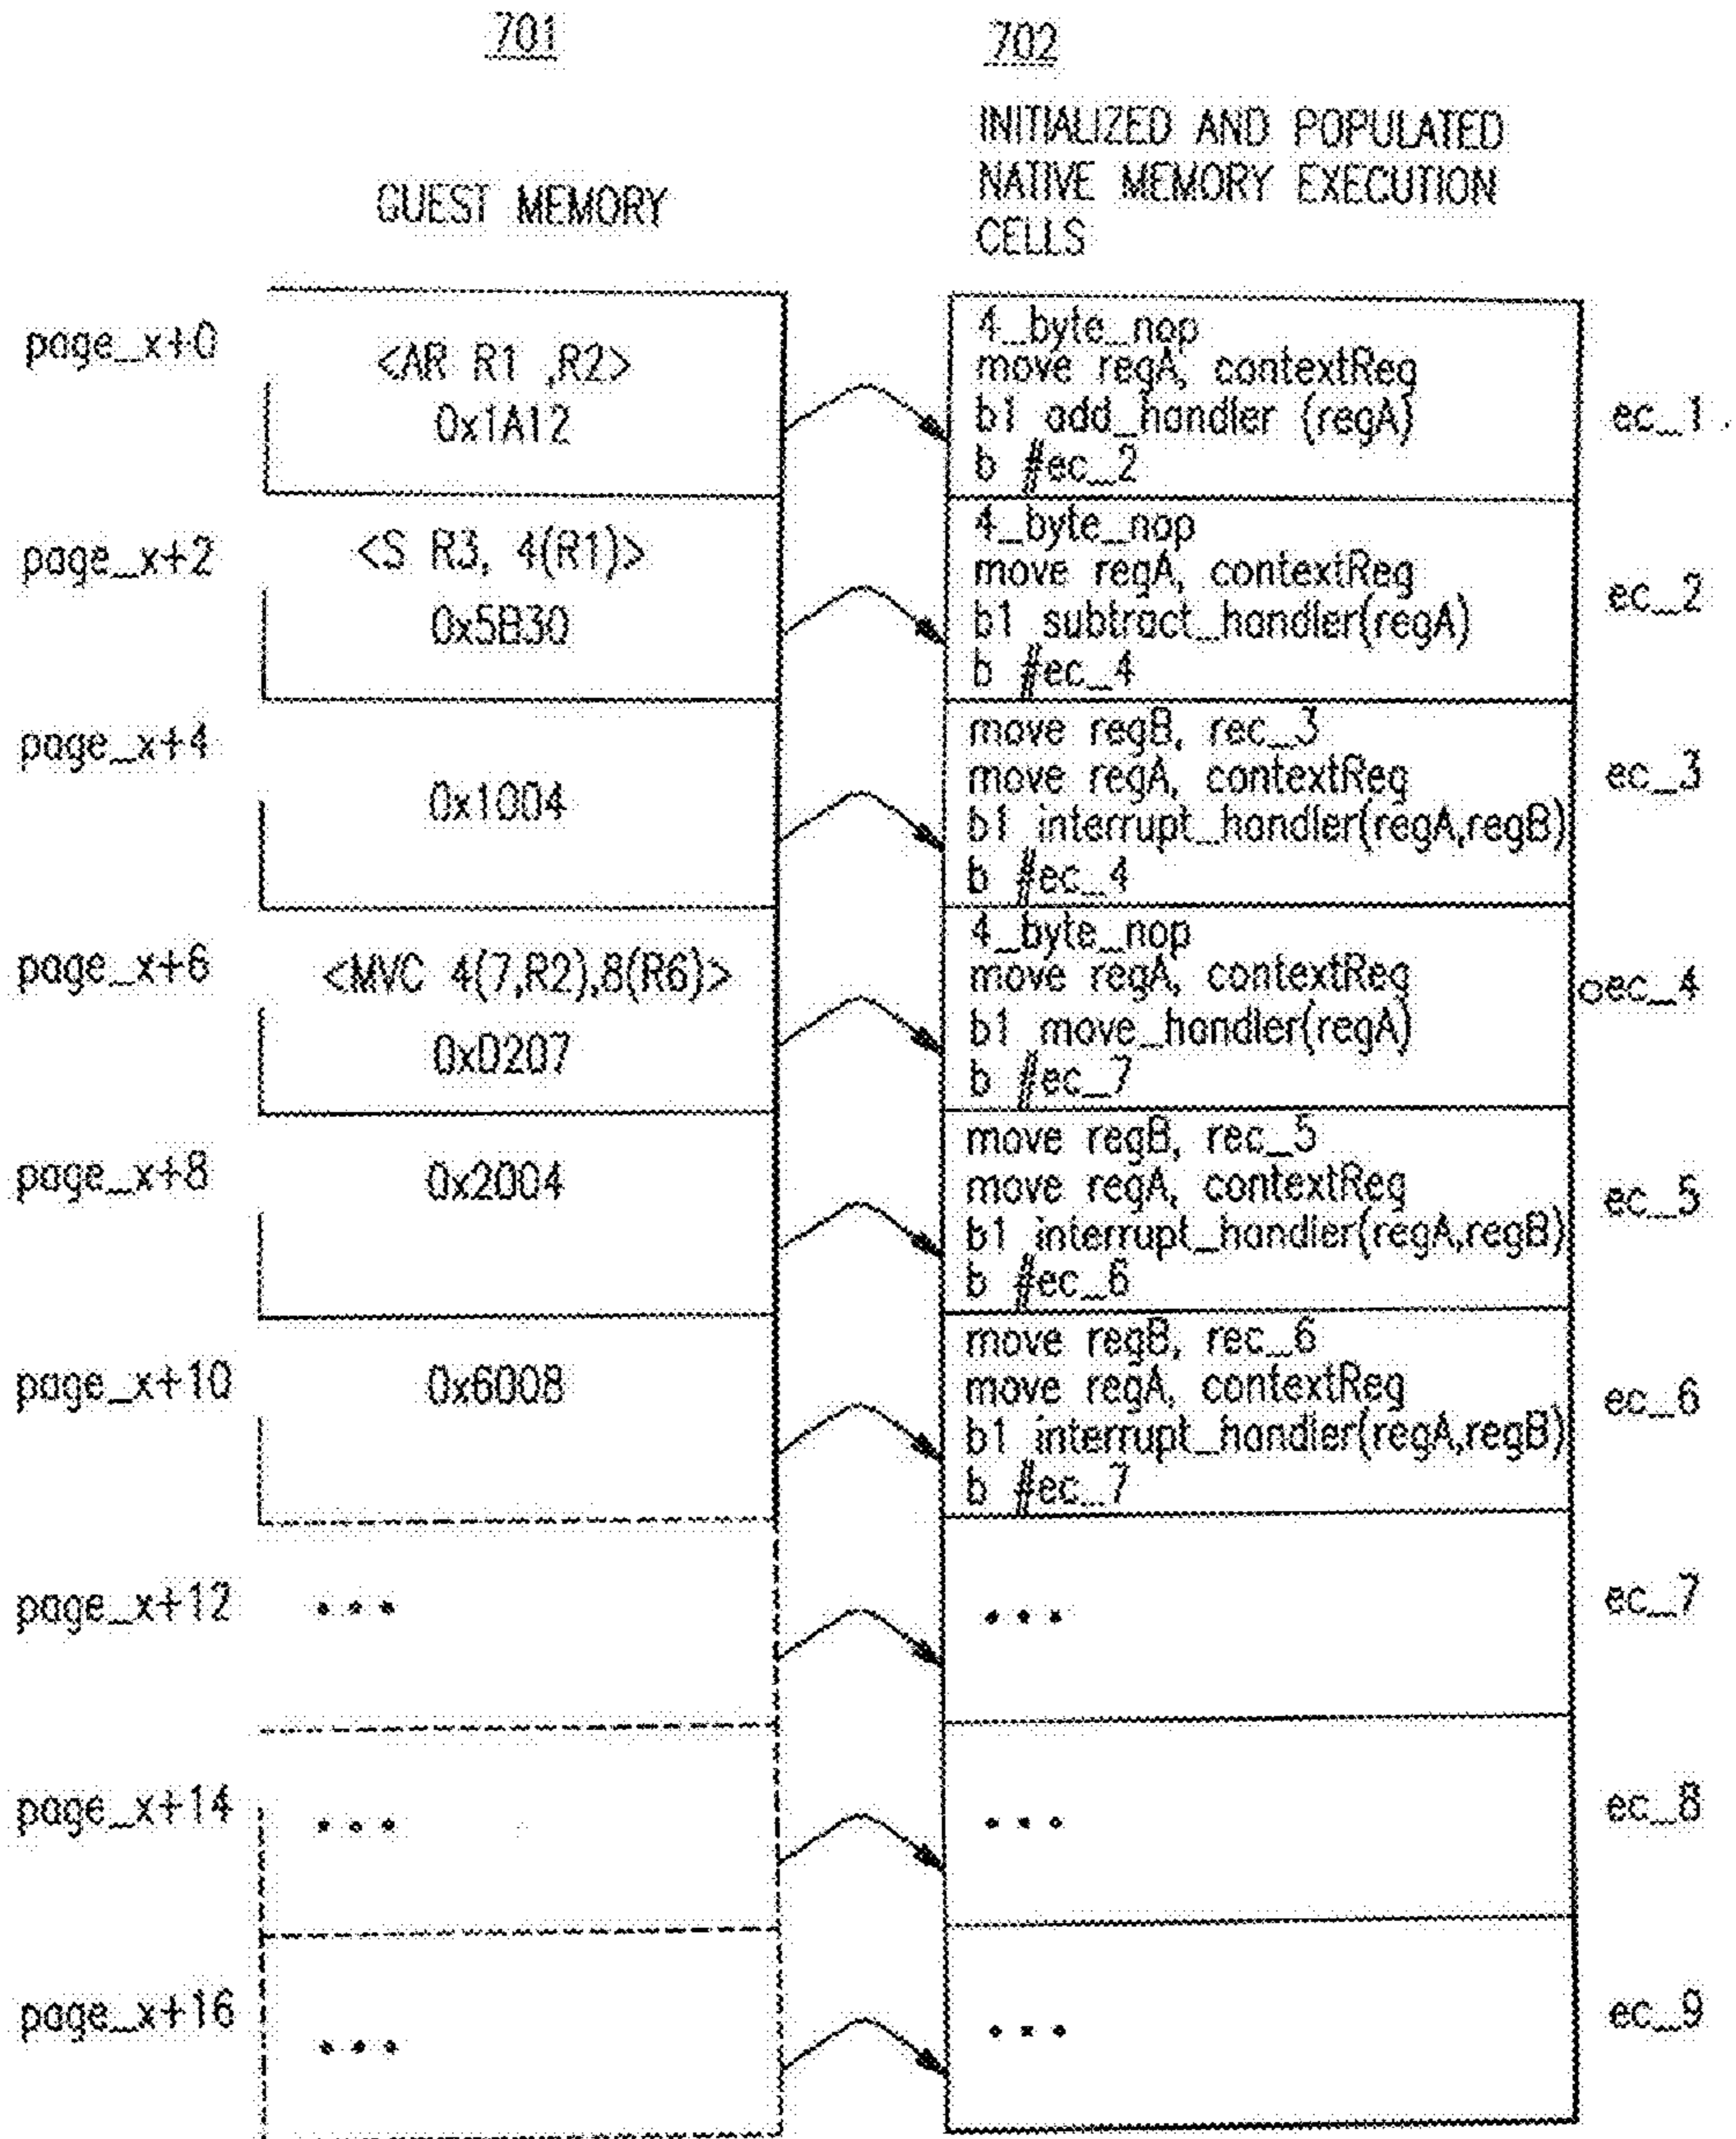 701
702
GUEST MEMORY
INITIALIZED AND POPULATED
NATIVE MEMORY EXECUTION
CELLS
page_x+0
<AR R1 ,R2>
0x1A12
4_byte_nop
move regA, contextReg
b1 add_handler (regA)
b #ec_2
ec_1
page_x+2
<S R3, 4(R1)>
0x5B30
4_byte_nop
move regA, contextReg
b1 subtract_handler(regA)
b #ec_4
ec_2
page_x+4
0x1004
move regB, rec_3
move regA, contextReg
b1 interrupt_handler(regA,regB)
b #ec_4
ec_3
page_x+6
<MVC 4(7,R2),8(R6)>
0xD207
4_byte_nop
move regA, contextReg
b1 move_handler(regA)
b #ec_7
oec_4
page_x+8
0x2004
move regB, rec_5
move regA, contextReg
b1 interrupt_handler(regA,regB)
b #ec_6
ec_5
page_x+10
0x6008
move regB, rec_6
move regA, contextReg
b1 interrupt_handler(regA,regB)
b #ec_7
ec_6
page_x+12
...
...
ec_7
page_x+14
...
...
ec_8
page_x+16
...
...
ec_9